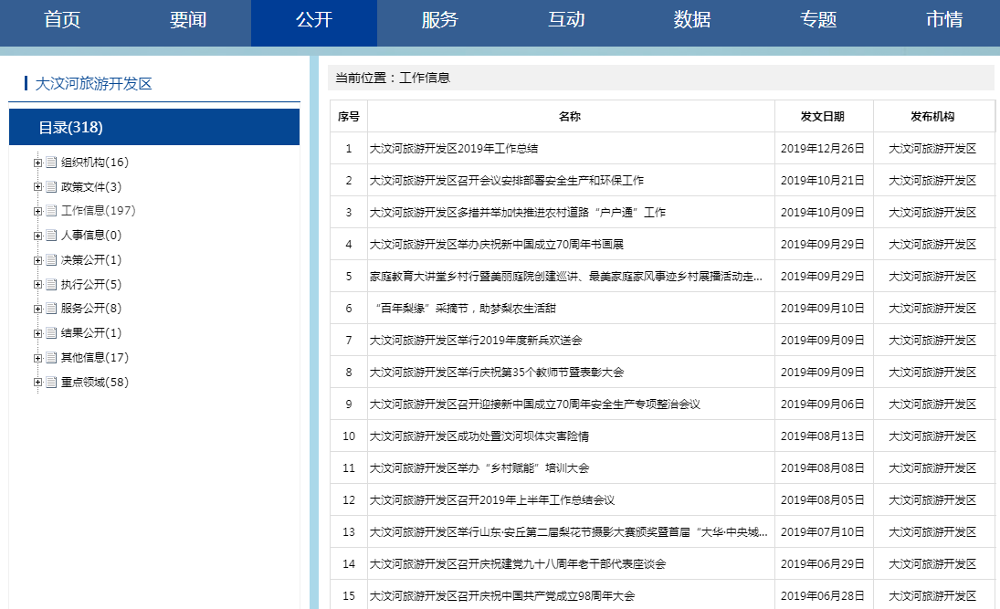 首页 要闻 公开 服务 互动 数据 专题 市情
大汶河旅游开发区
目录(318)
组织机构(16)
政策文件(3)
工作信息(197)
人事信息(0)
决策公开(1)
执行公开(5)
服务公开(8)
结果公开(1)
其他信息(17)
重点领域(58)
当前位置：工作信息
序号 名称 发文日期 发布机构
1 大汶河旅游开发区2019年工作总结 2019年12月26日 大汶河旅游开发区
2 大汶河旅游开发区召开会议安排部署安全生产和环保工作 2019年10月21日 大汶河旅游开发区
3 大汶河旅游开发区多措并举加快推进农村道路“户户通”工作 2019年10月09日 大汶河旅游开发区
4 大汶河旅游开发区举办庆祝新中国成立70周年书画展 2019年09月29日 大汶河旅游开发区
5 家庭教育大讲堂乡村行暨美丽庭院创建巡讲、最美家庭家风事迹乡村展播活动走... 2019年09月29日 大汶河旅游开发区
6 “百年梨缘”采摘节，助梦梨农生活甜 2019年09月10日 大汶河旅游开发区
7 大汶河旅游开发区举行2019年度新兵欢送会 2019年09月09日 大汶河旅游开发区
8 大汶河旅游开发区举行庆祝第35个教师节暨表彰大会 2019年09月09日 大汶河旅游开发区
9 大汶河旅游开发区召开迎接新中国成立70周年安全生产专项整治会议 2019年09月06日 大汶河旅游开发区
10 大汶河旅游开发区成功处置汶河坝体灾害险情 2019年08月13日 大汶河旅游开发区
11 大汶河旅游开发区举办“乡村赋能”培训大会 2019年08月08日 大汶河旅游开发区
12 大汶河旅游开发区召开2019年上半年工作总结会议 2019年08月05日 大汶河旅游开发区
13 大汶河旅游开发区举行山东·安丘第二届梨花节摄影大赛颁奖暨首届“大华·中央城... 2019年07月10日 大汶河旅游开发区
14 大汶河旅游开发区召开庆祝建党九十八周年老干部代表座谈会 2019年06月29日 大汶河旅游开发区
15 大汶河旅游开发区召开庆祝中国共产党成立98周年大会 2019年06月28日 大汶河旅游开发区